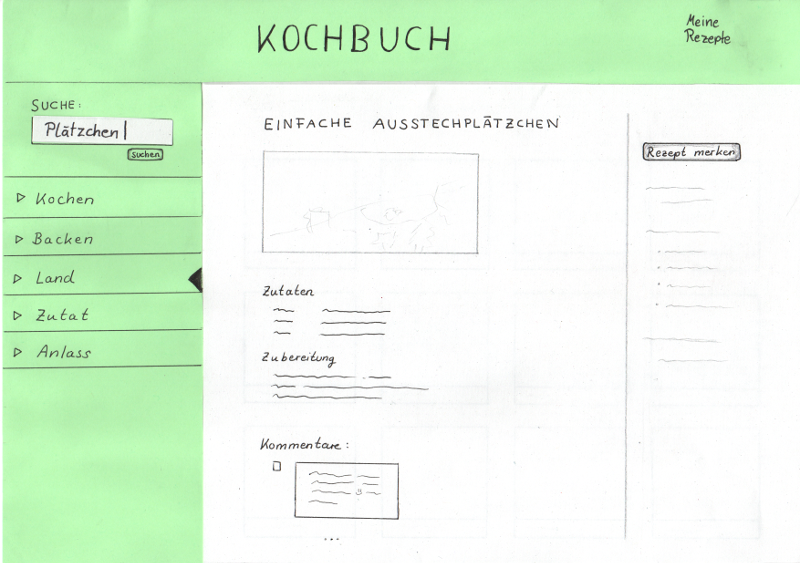 KOCHBUCH
Meine
Rezepte
SUCHE:
Plätzchen
Suchen
Kochen
Backen
Land
Zutat
Anlass
EINFACHE AUSSTECHPLÄTZCHEN
Zutaten
Zubereitung
Kommentare:
...
Rezept merken